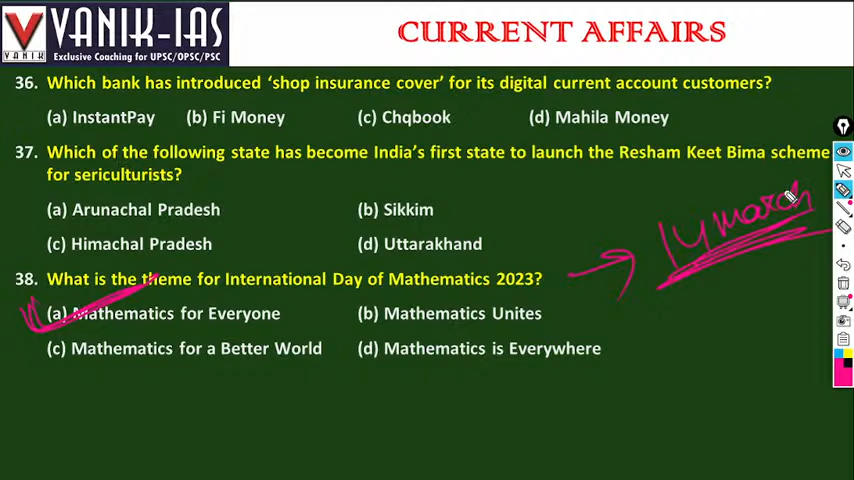 VANIK-IAS
VANIK
Exclusive Coaching for UPSC/OPSC/PSC
CURRENT AFFAIRS
36. Which bank has introduced ‘shop insurance cover’ for its digital current account customers?
(a) InstantPay (b) Fi Money (c) Chqbook (d) Mahila Money
37. Which of the following state has become India’s first state to launch the Resham Keet Bima scheme
for sericulturists?
(a) Arunachal Pradesh (b) Sikkim
(c) Himachal Pradesh (d) Uttarakhand
14 march
38. What is the theme for International Day of Mathematics 2023?
(a) Mathematics for Everyone (b) Mathematics Unites
(c) Mathematics for a Better World (d) Mathematics is Everywhere